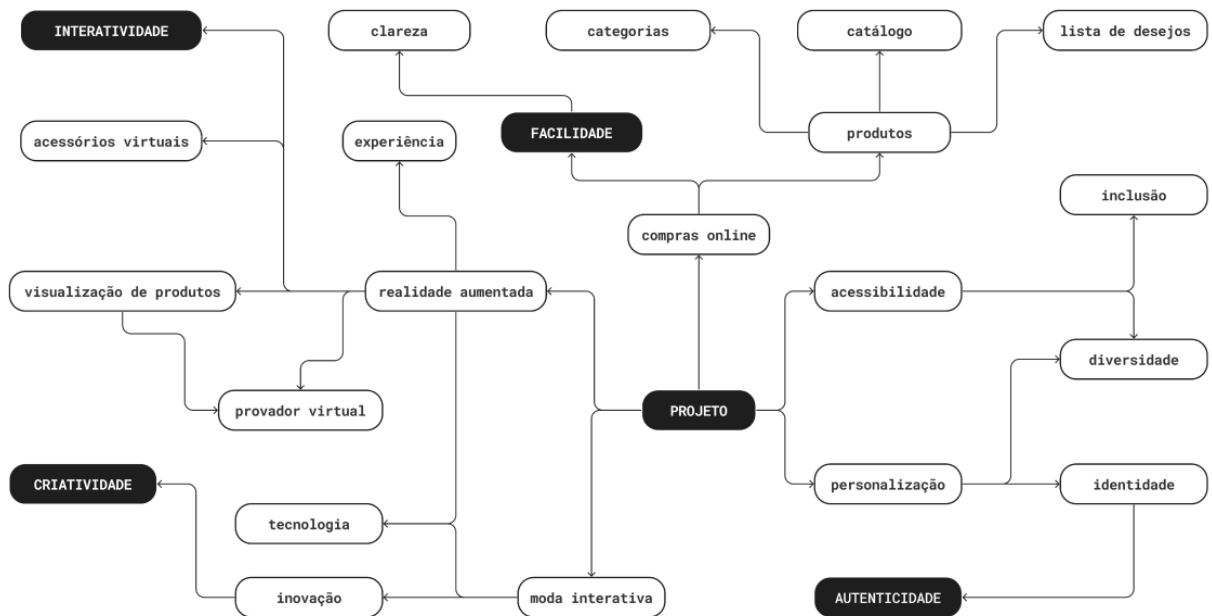 INTERATIVIDADE
clareza
categorias
catálogo
lista de desejos
acessórios virtuais
experiência
FACILIDADE
produtos
inclusão
compras online
visualização de produtos
realidade aumentada
acessibilidade
diversidade
provador virtual
PROJETO
CRIATIVIDADE
personalização
identidade
tecnologia
inovação
moda interativa
AUTENTICIDADE